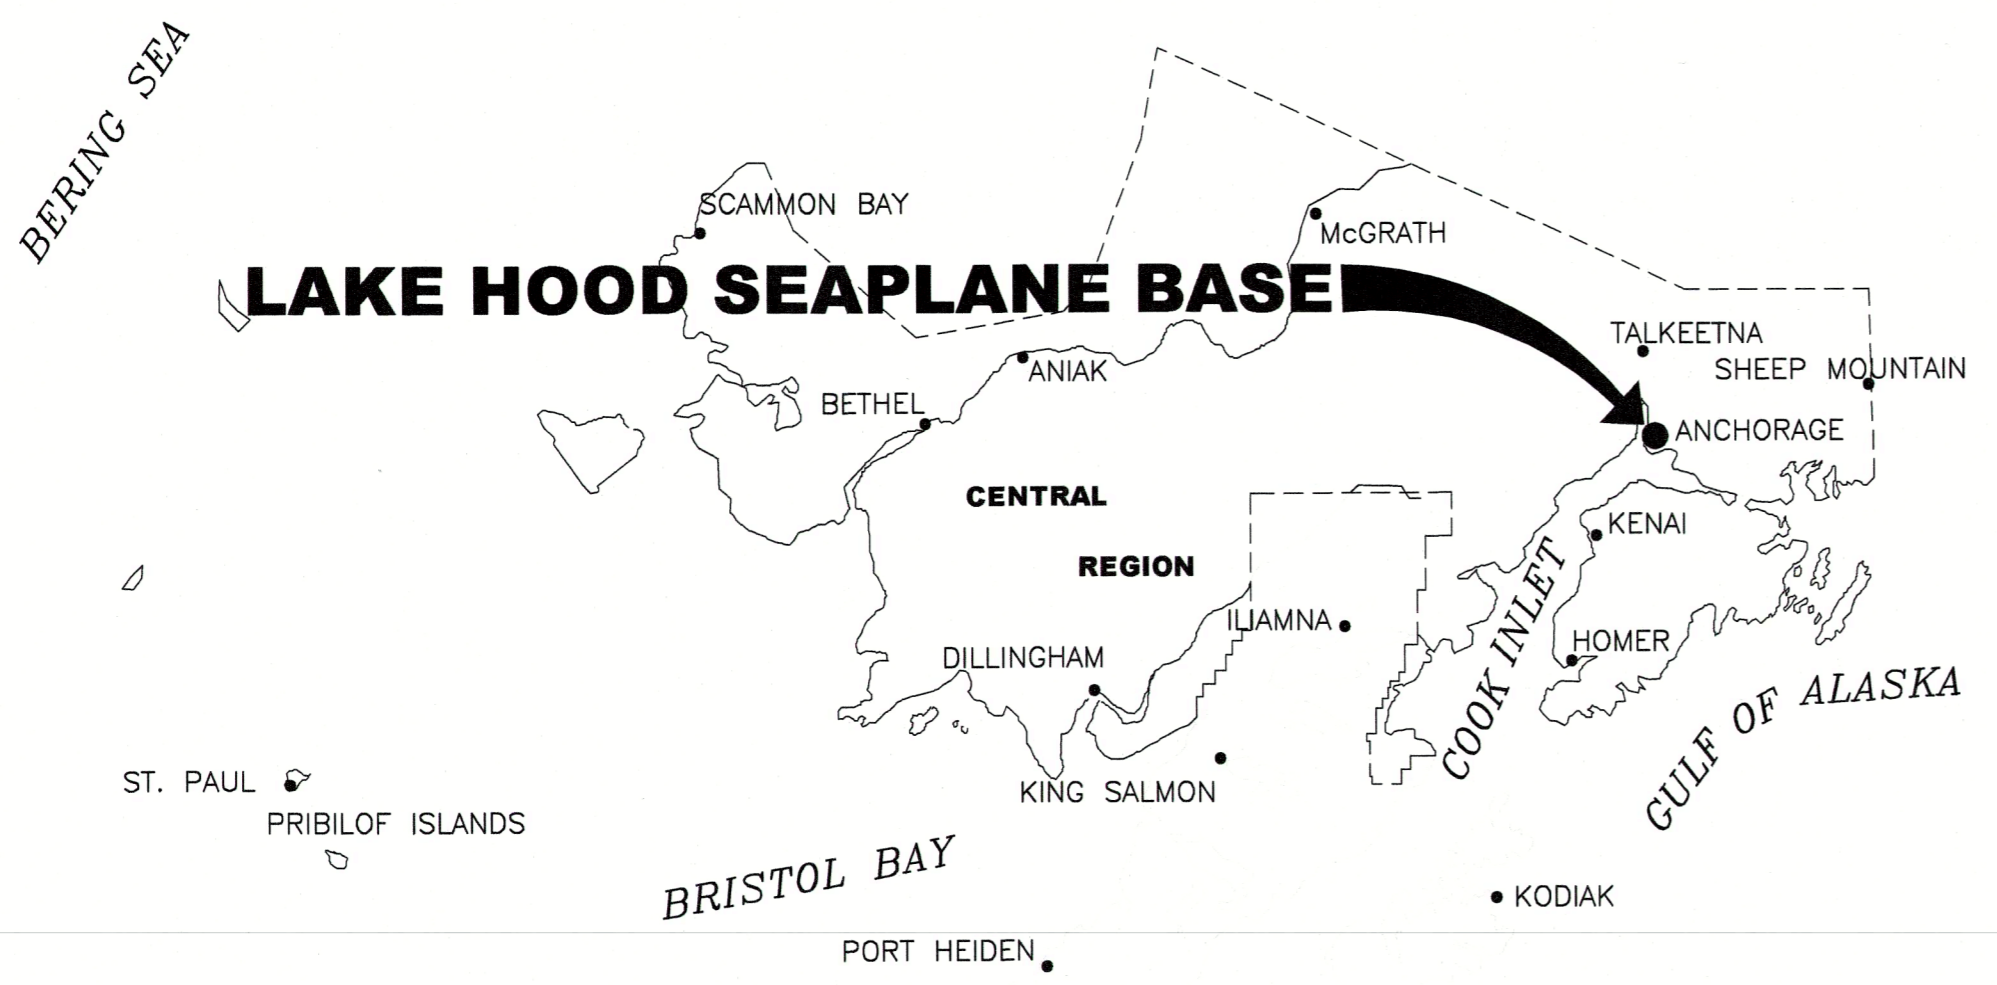 BERING SEA
SCAMMON BAY
McGRATH
LAKE HOOD SEAPLANE BASE
TALKEETNA
SHEEP MOUNTAIN
ANIAK
BETHEL
ANCHORAGE
CENTRAL
REGION
KENAI
COOK INLET
ILIAMNA
HOMER
DILLINGHAM
GULF OF ALASKA
ST. PAUL
KING SALMON
PRIBILOF ISLANDS
BRISTOL BAY
KODIAK
PORT HEIDEN